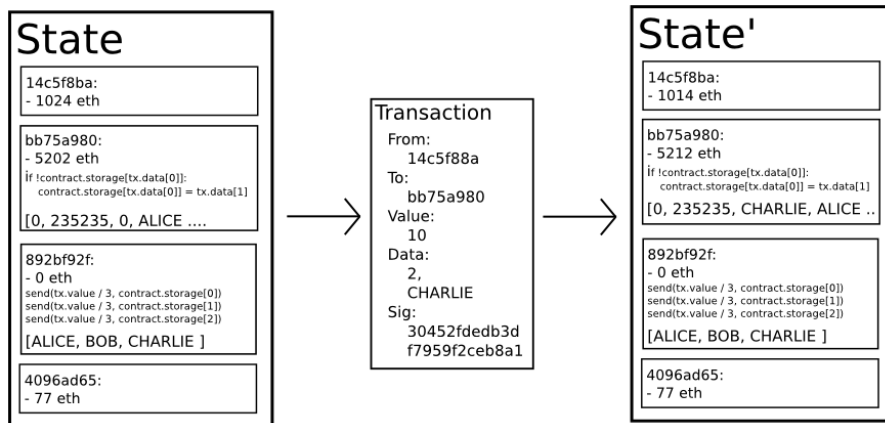 State
14c5f8ba:
- 1024 eth
bb75a980:
- 5202 eth
if !contract.storage[tx.data[0]]:
contract.storage[tx.data[0]] = tx.data[1]
[0, 235235, 0, ALICE ....
892bf92f:
- 0 eth
send(tx.value / 3, contract.storage[0])
send(tx.value / 3, contract.storage[1])
send(tx.value / 3, contract.storage[2])
[ALICE, BOB, CHARLIE ]
4096ad65:
- 77 eth
Transaction
From:
14c5f88a
To:
bb75a980
Value:
10
Data:
2,
CHARLIE
Sig:
30452fdedb3d
f7959f2ceb8a1
State'
14c5f8ba:
- 1014 eth
bb75a980:
- 5212 eth
if !contract.storage[tx.data[0]]:
contract.storage[tx.data[0]] = tx.data[1]
[0, 235235, CHARLIE, ALICE ..
892bf92f:
- 0 eth
send(tx.value / 3, contract.storage[0])
send(tx.value / 3, contract.storage[1])
send(tx.value / 3, contract.storage[2])
[ALICE, BOB, CHARLIE ]
4096ad65:
- 77 eth